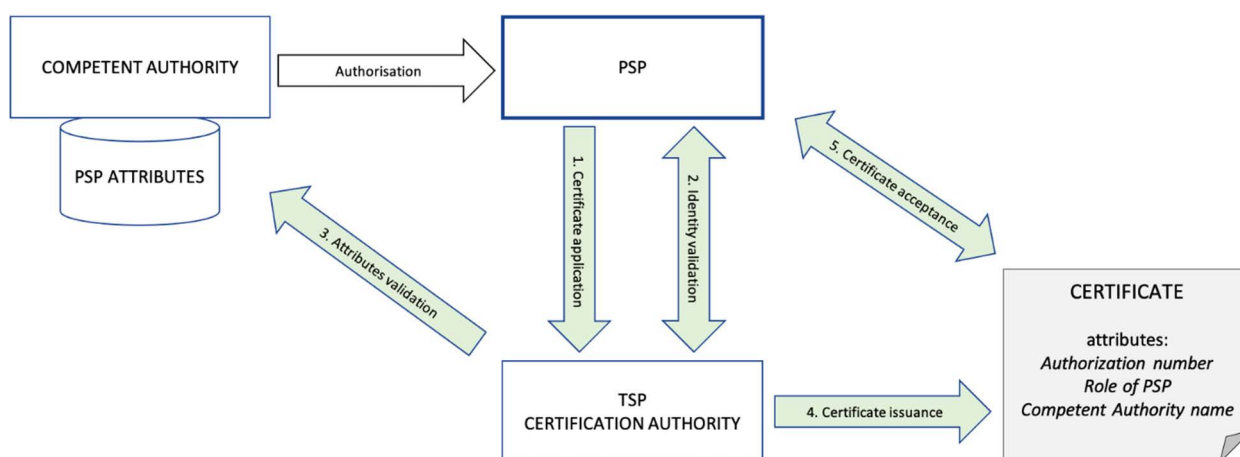 COMPETENT AUTHORITY
Authorisation
PSP
PSP ATTRIBUTES
1. Certificate application
2. Identity validation
5. Certificate acceptance
3. Attributes validation
TSP
CERTIFICATION AUTHORITY
4. Certificate issuance
CERTIFICATE
attributes:
Authorization number
Role of PSP
Competent Authority name